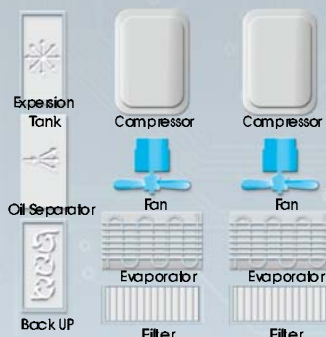 Expension
Tank
Compressor
Compressor
Oil Separator
Fan
Fan
Evaporator
Evaporator
Back UP
Filter
Filter